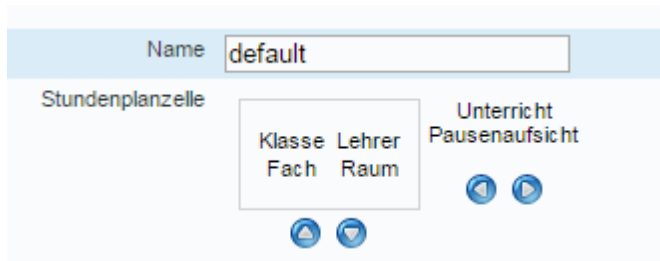 Name default
Stundenplanzelle
Klasse Lehrer
Fach Raum
Unterricht
Pausenaufsicht